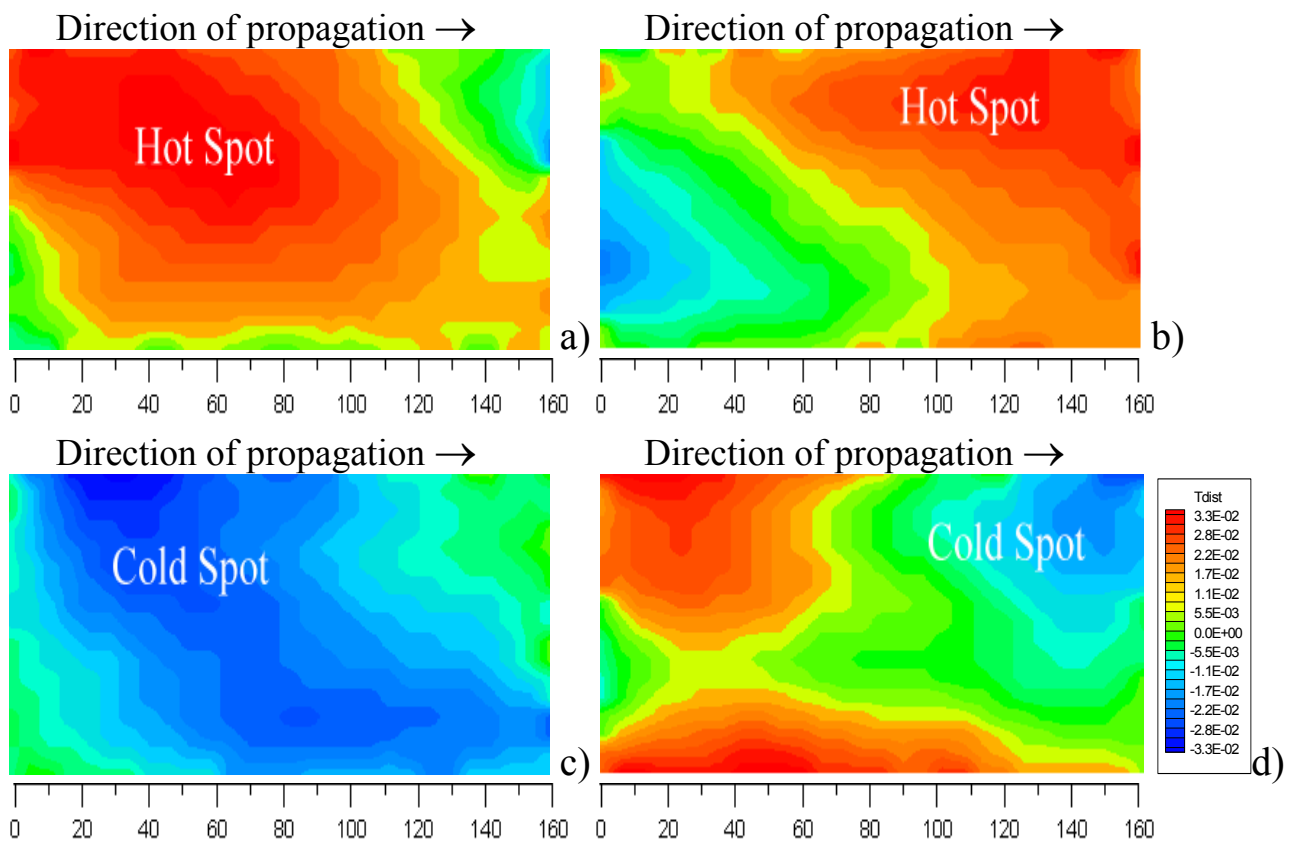 Direction of propagation →
Direction of propagation →
Hot Spot
Hot Spot
a)
b)
0 20 40 60 80 100 120 140 160
0 20 40 60 80 100 120 140 160
Direction of propagation →
Direction of propagation →
Cold Spot
Cold Spot
Tdist
3.3E-02
2.8E-02
2.2E-02
1.7E-02
1.1E-02
5.5E-03
0.0E+00
-5.5E-03
-1.1E-02
-1.7E-02
-2.2E-02
-2.8E-02
-3.3E-02
c)
d)
0 20 40 60 80 100 120 140 160
0 20 40 60 80 100 120 140 160